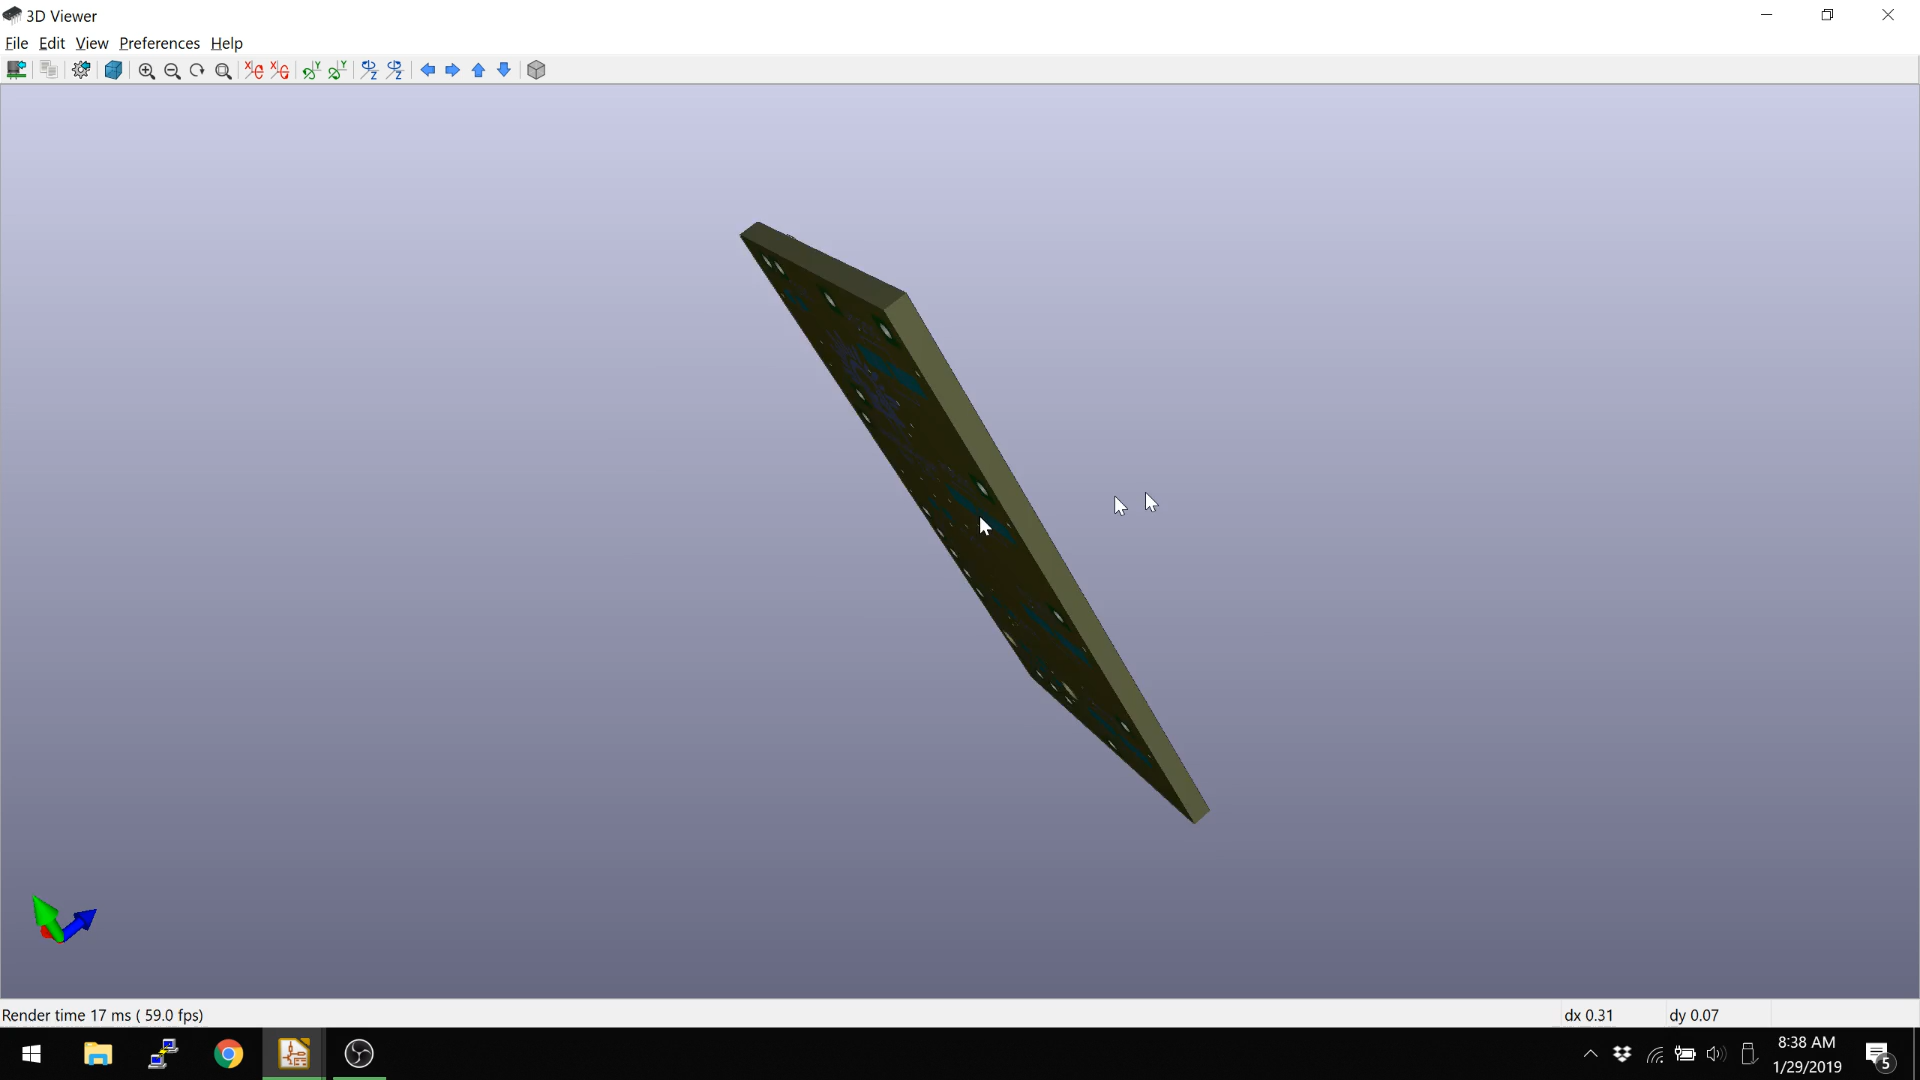 3D Viewer
File Edit View Preferences Help
X X Y Y Z Z
Render time 17 ms ( 59.0 fps)
dx 0.31
dy 0.07
8:38 AM
1/29/2019
5